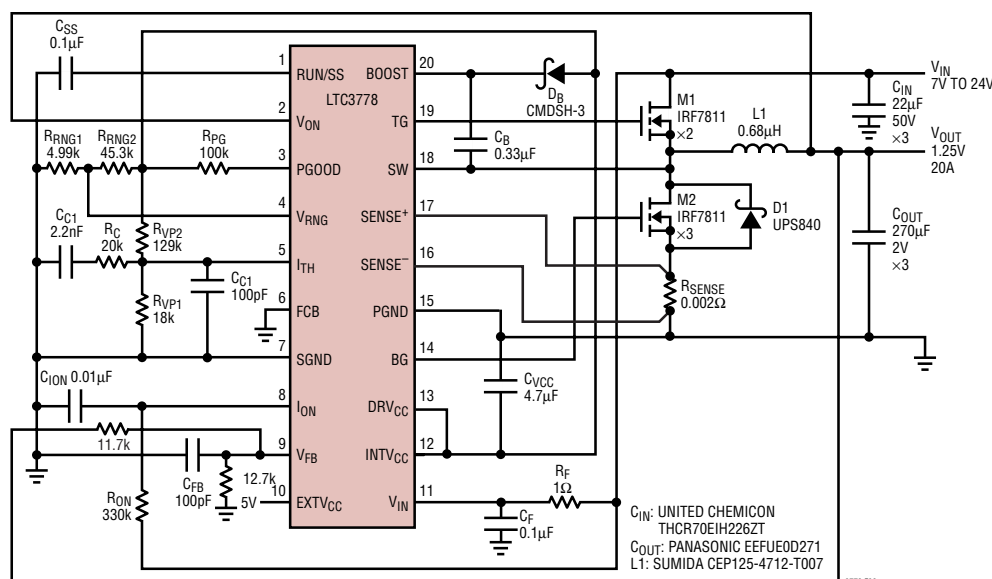 CSS
0.1µF
1
RUN/SS
BOOST
20
LTC3778
DB
CMDSH-3
VIN
7V TO 24V
CIN
22µF
50V
×3
2
VON
TG
19
M1
IRF7811
×2
L1
0.68µH
VOUT
1.25V
20A
RRNG1
4.99k
RRNG2
45.3k
RPG
100k
3
PGOOD
SW
18
CB
0.33µF
4
VRNG
SENSE+
17
M2
IRF7811
×3
D1
UPS840
COUT
270µF
2V
×3
CC1
2.2nF
RC
20k
RVP2
129k
5
ITH
SENSE−
16
CC1
100pF
RVP1
18k
6
FCB
PGND
15
RSENSE
0.002Ω
7
SGND
BG
14
CVCC
4.7µF
CION 0.01µF
8
ION
DRVCC
13
11.7k
9
VFB
INTVCC
12
CFB
100pF
12.7k
RON
330k
5V
10
EXTVCC
VIN
11
RF
1Ω
CF
0.1µF
CIN: UNITED CHEMICON
THCR70EIH226ZT
COUT: PANASONIC EEFUE0D271
L1: SUMIDA CEP125-4712-T007